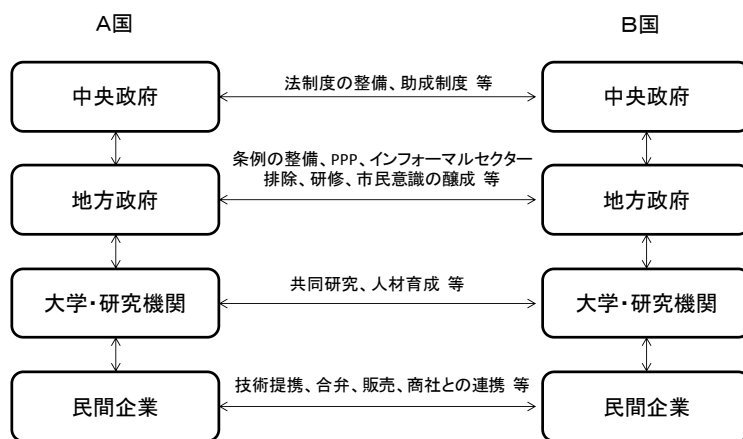 A国
B国
中央政府
法制度の整備、助成制度 等
中央政府
条例の整備、PPP、インフォーマルセクター
排除、研修、市民意識の醸成 等
地方政府
地方政府
大学・研究機関
共同研究、人材育成 等
大学・研究機関
技術提携、合弁、販売、商社との連携 等
民間企業
民間企業